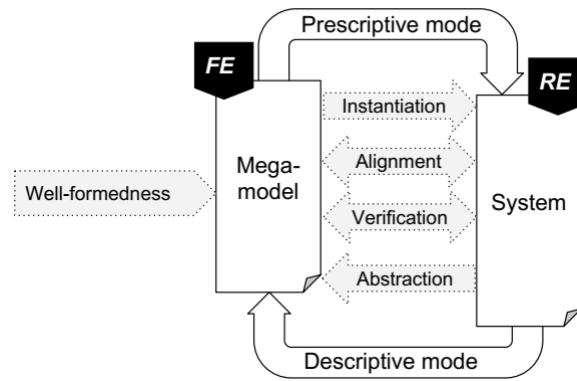 Prescriptive mode
FE
RE
Instantiation
Mega-
model
Alignment
Well-formedness
System
Verification
Abstraction
Descriptive mode